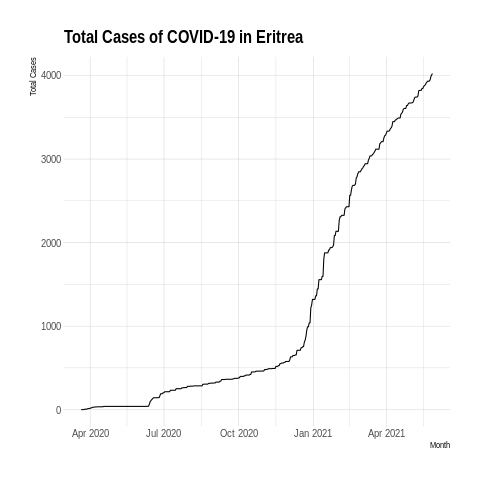 Total Cases of COVID-19 in Eritrea
Total Cases
4000
3000
2000
1000
0
Apr 2020 Jul 2020 Oct 2020 Jan 2021 Apr 2021
Month